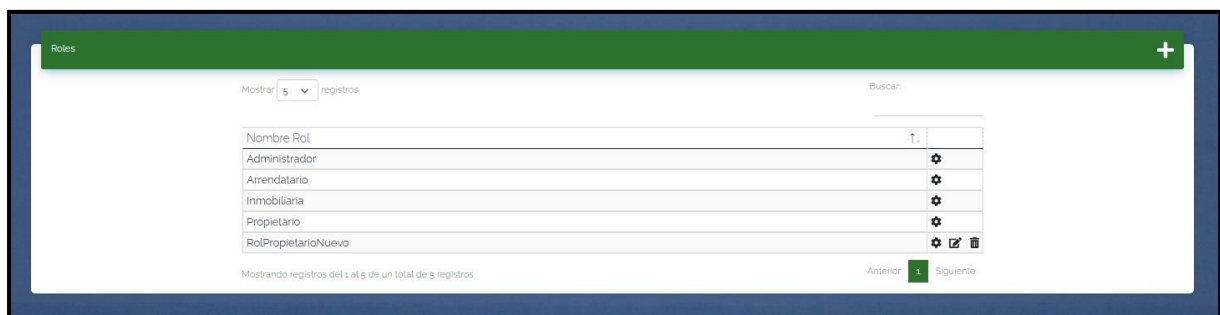 Roles
Mostrar 5 registros
Buscar:
Nombre Rol
Administrador
Arrendatario
Inmobiliaria
Propietario
RolPropietarioNuevo
Mostrando registros del 1 al 5 de un total de 5 registros
Anterior 1 Siguiente